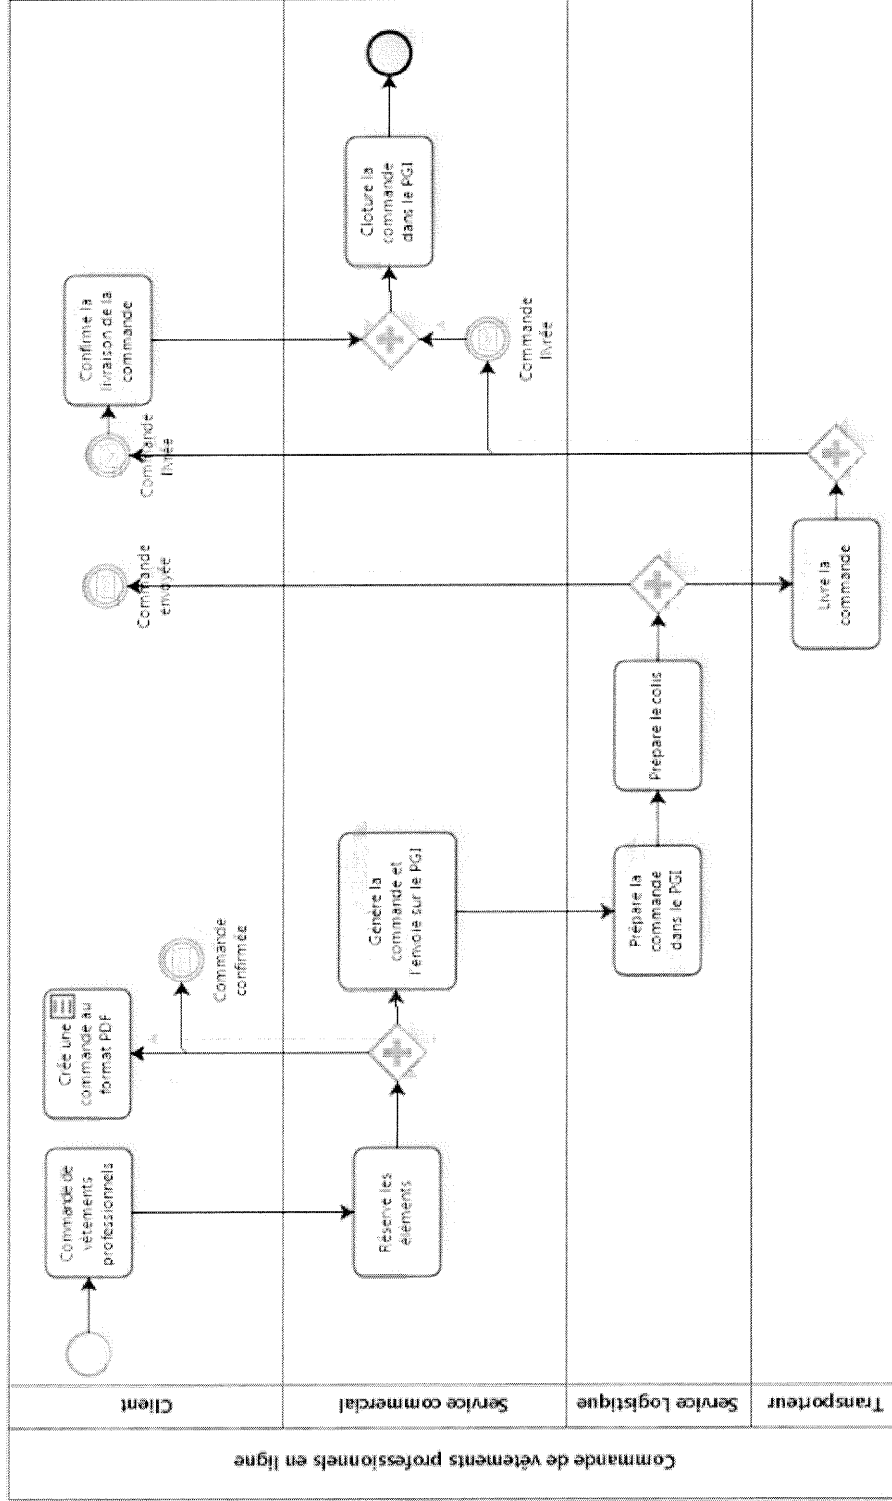 Commande de vêtements professionnels en ligne
Client
Commande de
vêtements
professionnels
Crée une
commande au
format PDF
Commande
confirmée
Commande
envoyée
Commande
livrée
Confirme la
livraison de la
commande
Service commercial
Réserve les
éléments
Génère la
commande et
l'envoie sur le PGI
Commande
livrée
Cloture la
commande
dans le PGI
Service Logistique
Prépare la
commande
dans le PGI
Prépare le colis
Transporteur
Livre la
commande